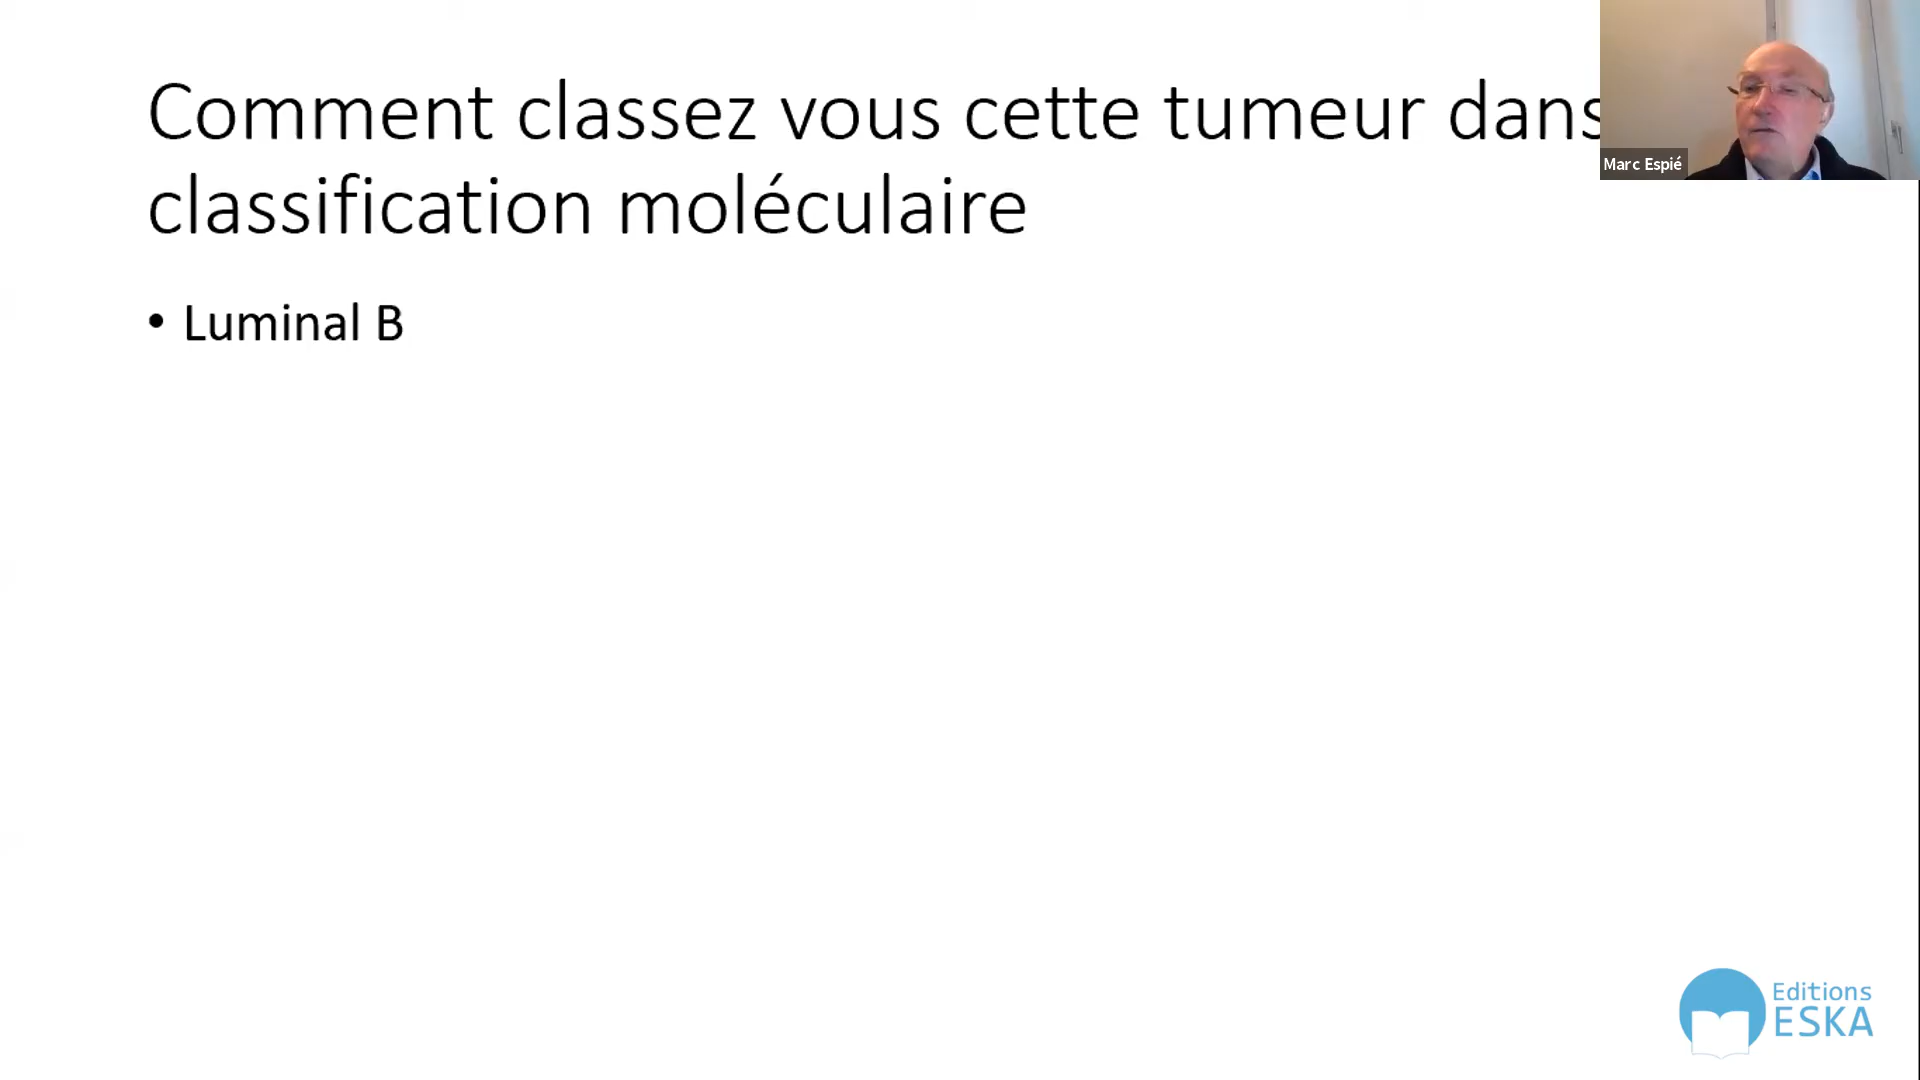 Comment classez vous cette tumeur dans
classification moléculaire
• Luminal B
Marc Espié
Editions
ESKA